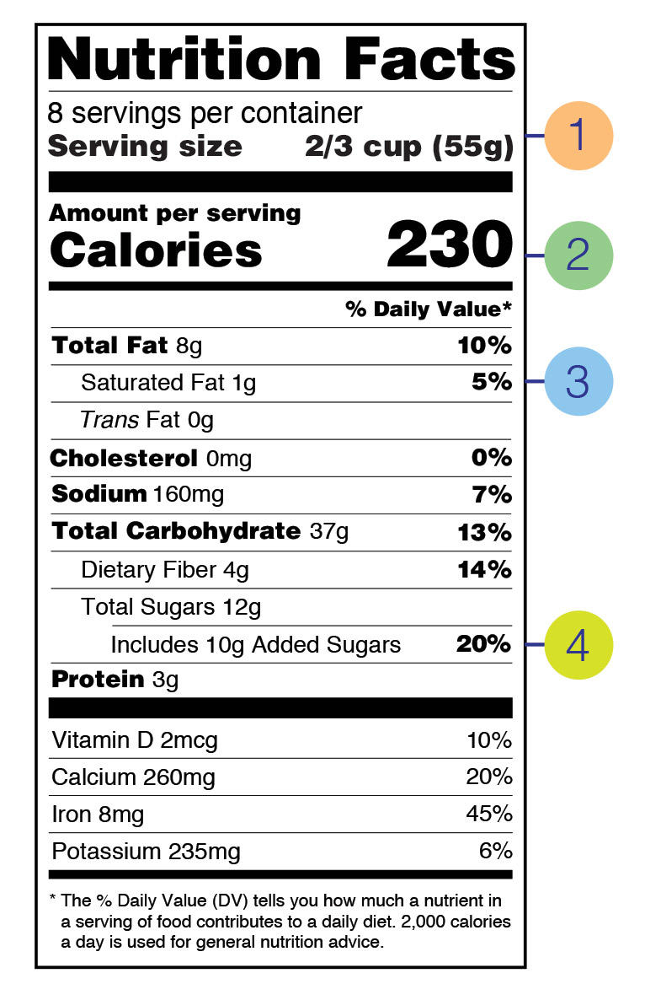 Nutrition Facts
8 servings per container
Serving size 2/3 cup (55g)
1
Amount per serving
Calories 230
2
% Daily Value*
Total Fat 8g 10%
Saturated Fat 1g 5%
3
Trans Fat 0g
Cholesterol 0mg 0%
Sodium 160mg 7%
Total Carbohydrate 37g 13%
Dietary Fiber 4g 14%
Total Sugars 12g
Includes 10g Added Sugars 20%
4
Protein 3g
Vitamin D 2mcg 10%
Calcium 260mg 20%
Iron 8mg 45%
Potassium 235mg 6%
* The % Daily Value (DV) tells you how much a nutrient in
a serving of food contributes to a daily diet. 2,000 calories
a day is used for general nutrition advice.